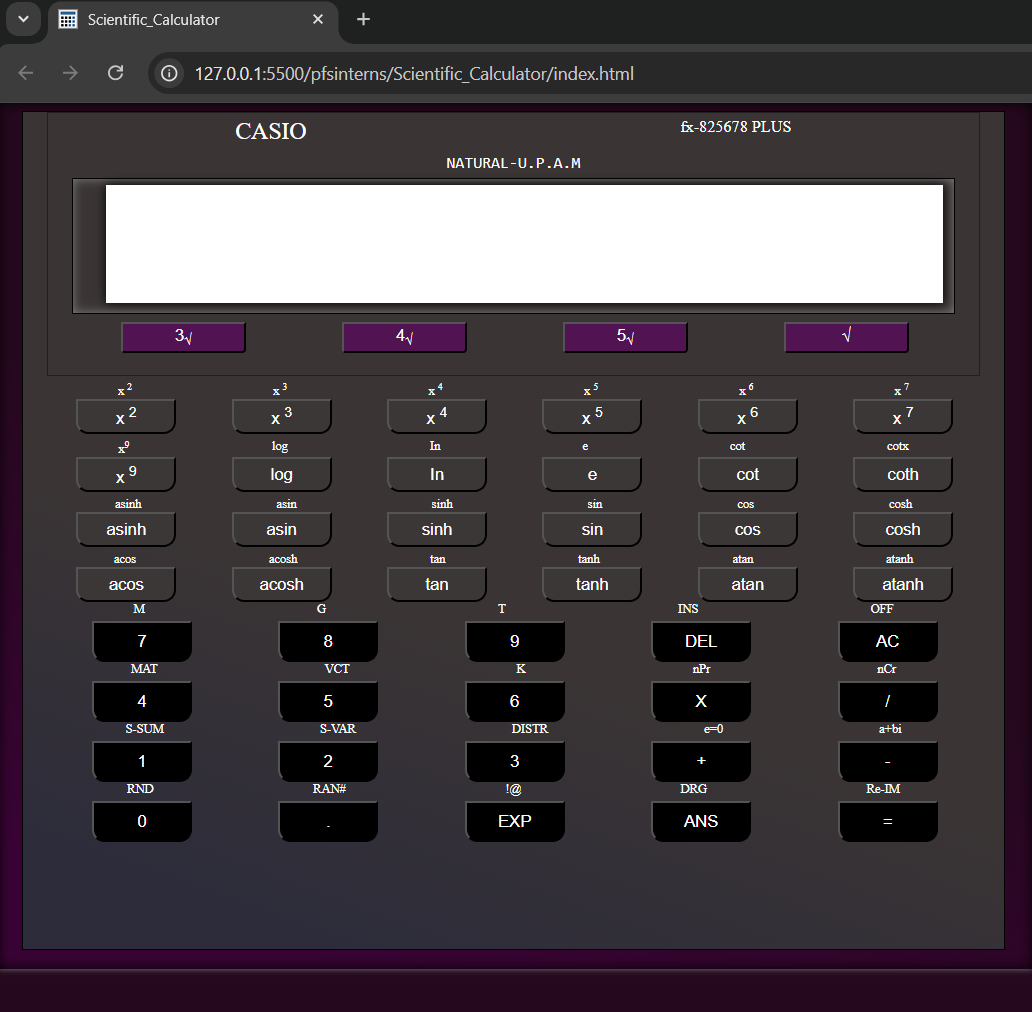 Scientific_Calculator
127.0.0.1:5500/pfsinterns/Scientific_Calculator/index.html
CASIO fx-825678 PLUS
NATURAL-U.P.A.M
3√ 4√ 5√ √
x 2 x 3 x 4 x 5 x 6 x 7
x 2 x 3 x 4 x 5 x 6 x 7
x9 log In e cot cotx
x 9 log In e cot coth
asinh asin sinh sin cos cosh
asinh asin sinh sin cos cosh
acos acosh tan tanh atan atanh
acos acosh tan tanh atan atanh
M G T INS OFF
7 8 9 DEL AC
MAT VCT K nPr nCr
4 5 6 X /
S-SUM S-VAR DISTR e=0 a+bi
1 2 3 + -
RND RAN# !@ DRG Re-IM
0 . EXP ANS =